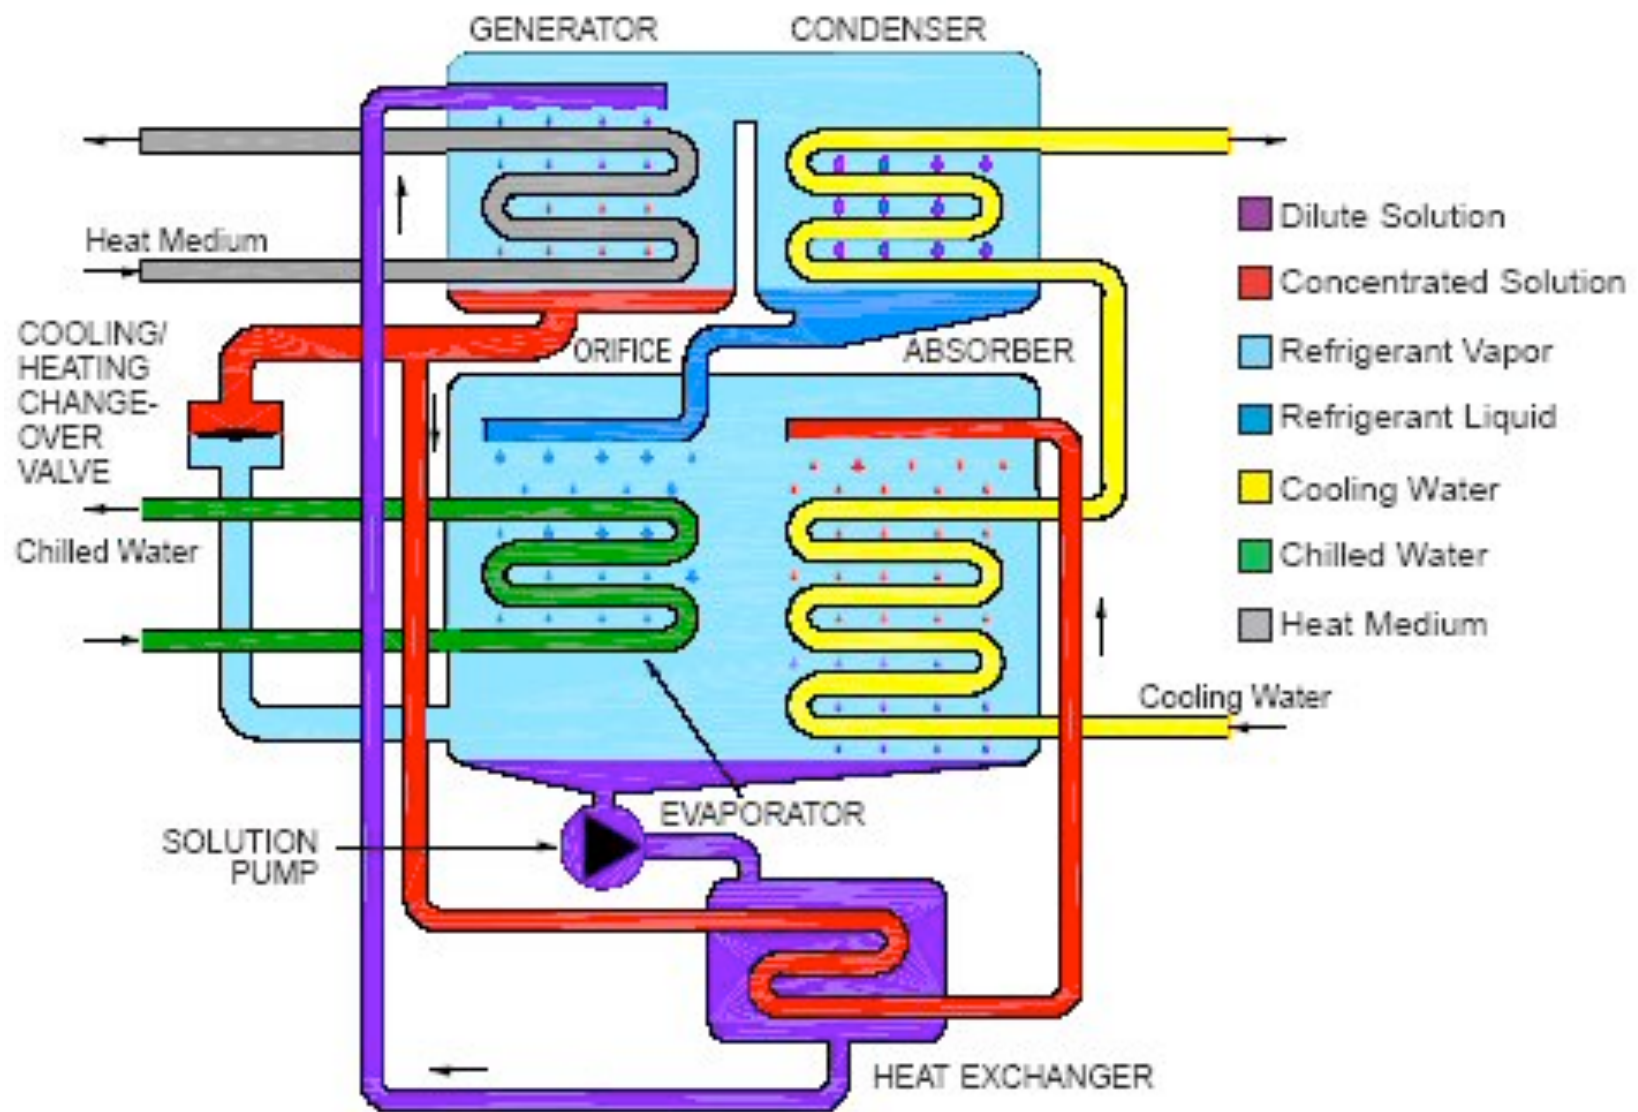 GENERATOR
CONDENSER
Heat Medium
COOLING/
HEATING
CHANGE-
OVER
VALVE
ORIFICE
ABSORBER
Chilled Water
Cooling Water
EVAPORATOR
SOLUTION
PUMP
HEAT EXCHANGER
Dilute Solution
Concentrated Solution
Refrigerant Vapor
Refrigerant Liquid
Cooling Water
Chilled Water
Heat Medium